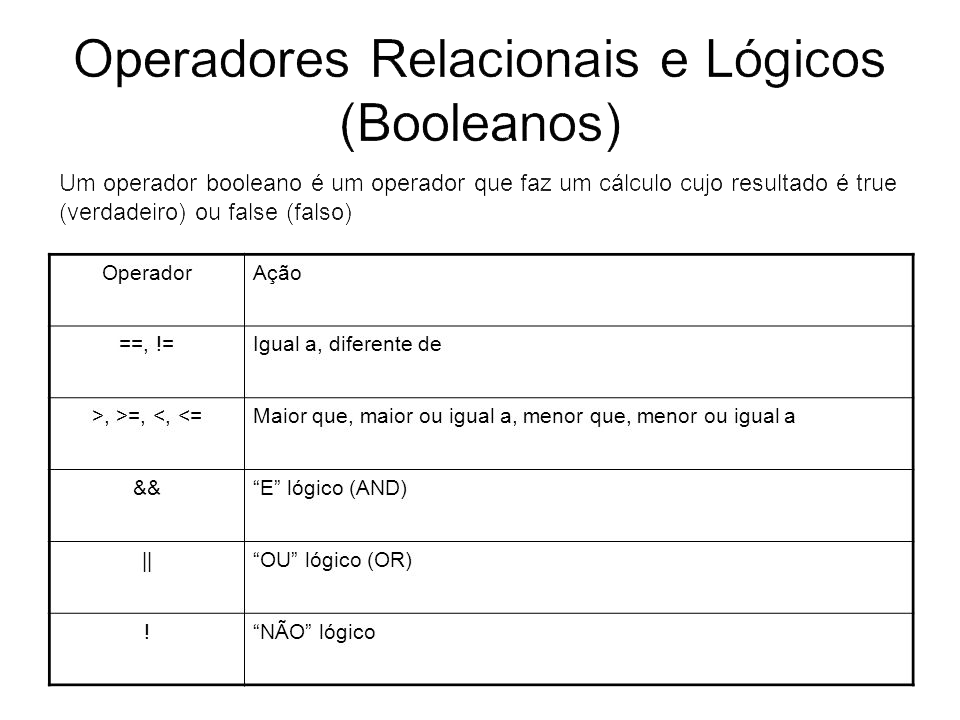 Operadores Relacionais e Lógicos
(Booleanos)
Um operador booleano é um operador que faz um cálculo cujo resultado é true
(verdadeiro) ou false (falso)
Operador Ação
==, != Igual a, diferente de
>, >=, <, <= Maior que, maior ou igual a, menor que, menor ou igual a
&& “E” lógico (AND)
|| “OU” lógico (OR)
! “NÃO” lógico